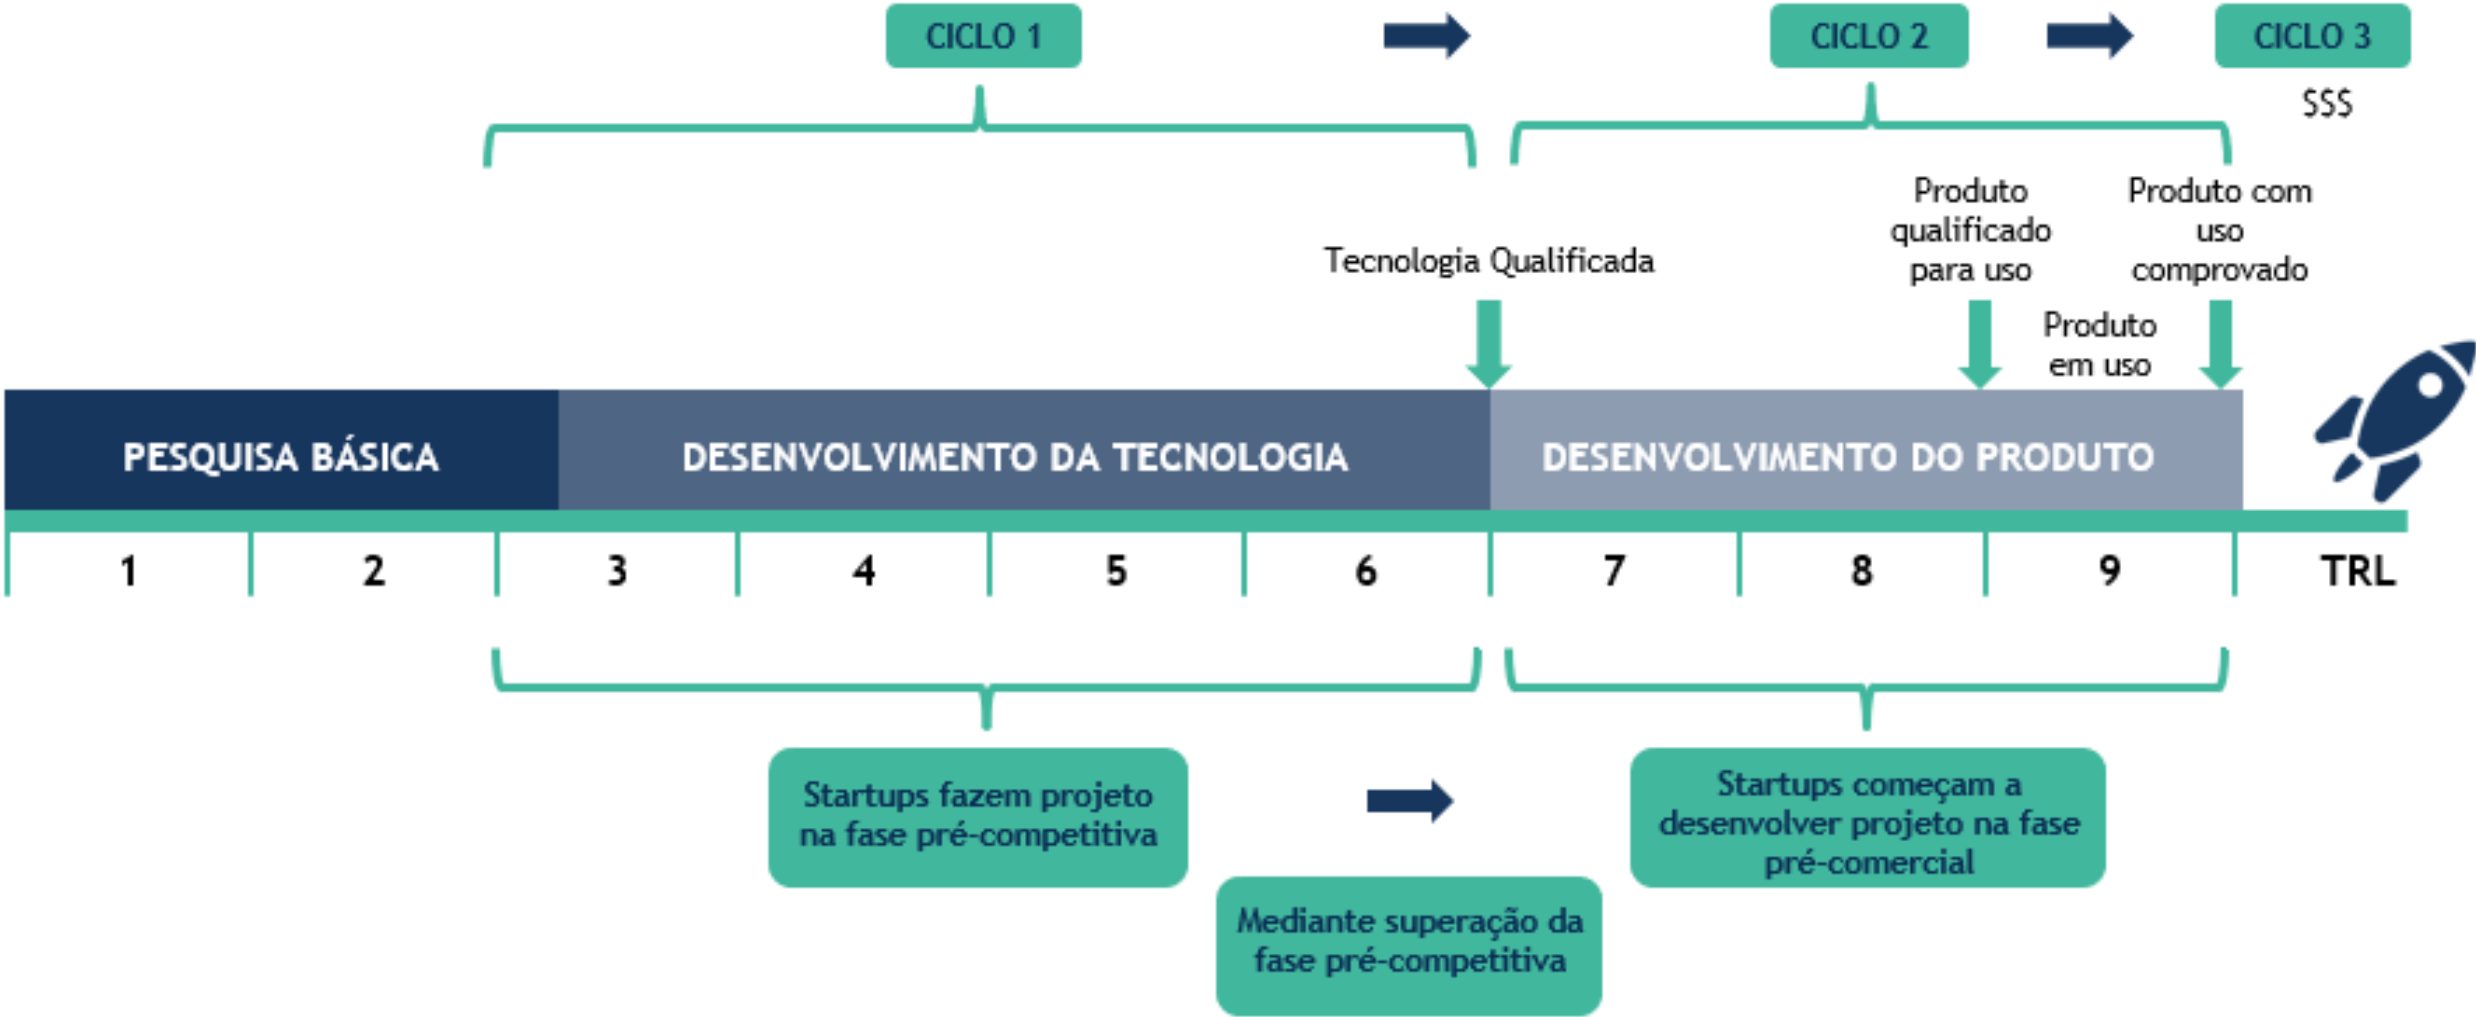 CICLO 1
CICLO 2
CICLO 3
$$$
Tecnologia Qualificada
Produto
qualificado
para uso
Produto
em uso
Produto com
uso
comprovado
PESQUISA BÁSICA
DESENVOLVIMENTO DA TECNOLOGIA
DESENVOLVIMENTO DO PRODUTO
1 2 3 4 5 6 7 8 9 TRL
Startups fazem projeto
na fase pré-competitiva
Mediante superação da
fase pré-competitiva
Startups começam a
desenvolver projeto na fase
pré-comercial